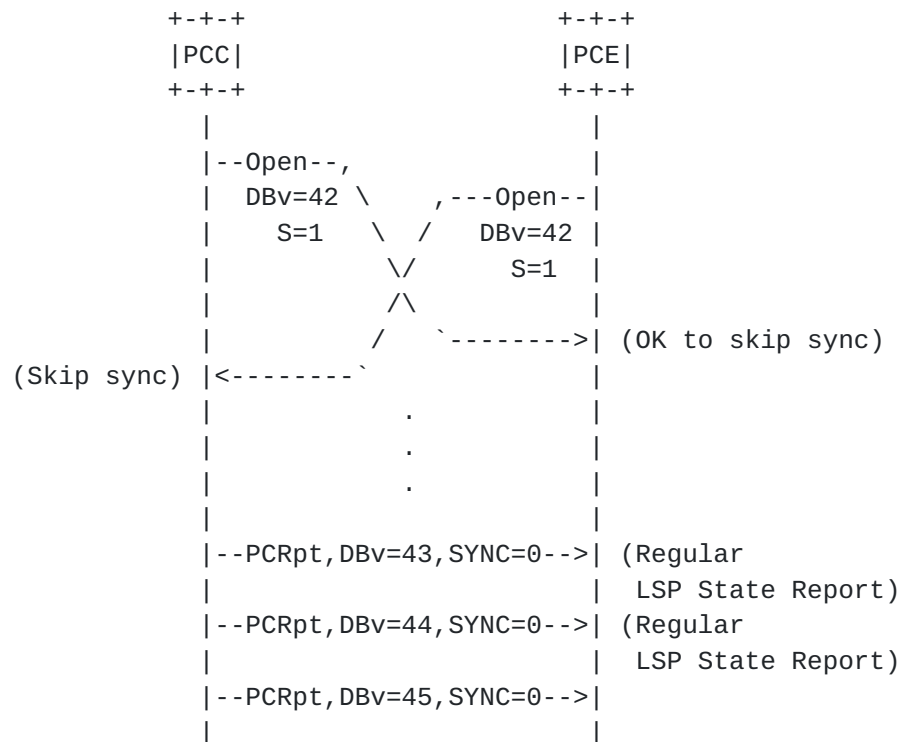 +-+-+                    +-+-+
|PCC|                    |PCE|
+-+-+                    +-+-+
  |                        |
  |--Open--,               |
  |  DBv=42 \    ,---Open--|
  |    S=1   \  /   DBv=42 |
  |           \/      S=1  |
  |           /\           |
  |          /  `--------->| (OK to skip sync)
(Skip sync) |<--------`              |
  |            .           |
  |            .           |
  |            .           |
  |                        |
  |--PCRpt,DBv=43,SYNC=0-->| (Regular
  |                        |  LSP State Report)
  |--PCRpt,DBv=44,SYNC=0-->| (Regular
  |                        |  LSP State Report)
  |--PCRpt,DBv=45,SYNC=0-->|
  |                        |